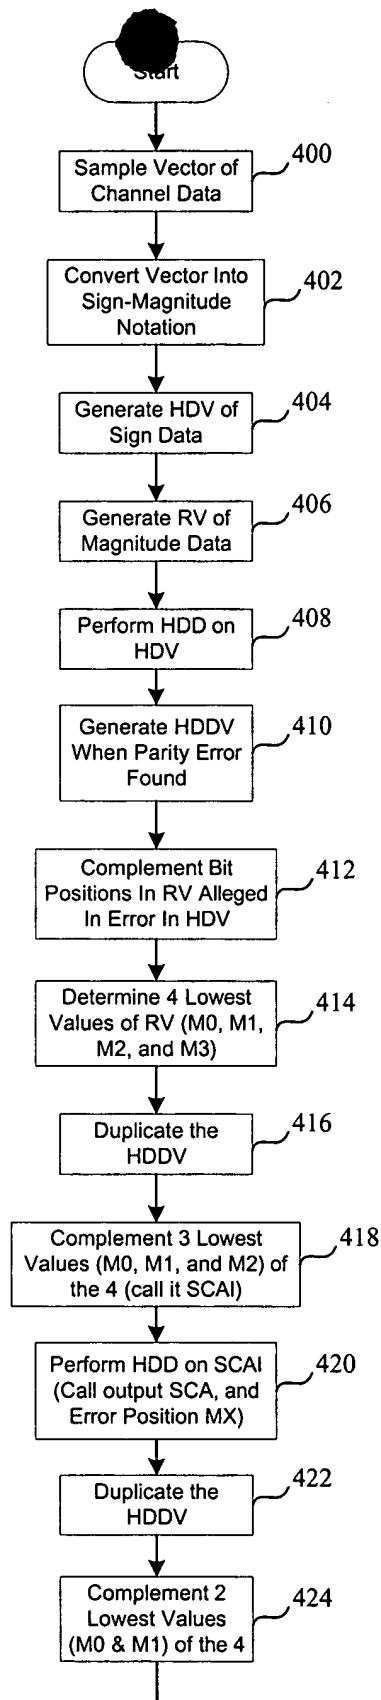 Start
Sample Vector of
Channel Data
400
Convert Vector Into
Sign-Magnitude
Notation
402
Generate HDV of
Sign Data
404
Generate RV of
Magnitude Data
406
Perform HDD on
HDV
408
Generate HDDV
When Parity Error
Found
410
Complement Bit
Positions In RV Alleged
In Error In HDV
412
Determine 4 Lowest
Values of RV (M0, M1,
M2, and M3)
414
Duplicate the
HDDV
416
Complement 3 Lowest
Values (M0, M1, and M2) of
the 4 (call it SCAI)
418
Perform HDD on SCAI
(Call output SCA, and
Error Position MX)
420
Duplicate the
HDDV
422
Complement 2
Lowest Values
(M0 & M1) of the 4
424